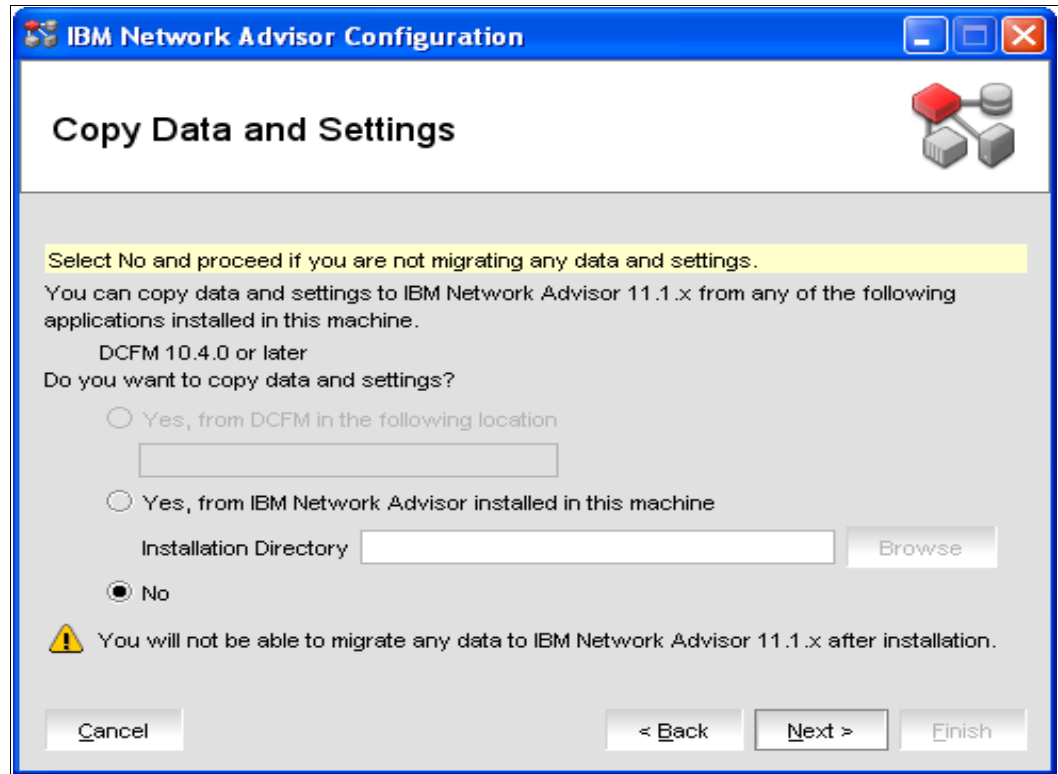 IBM Network Advisor Configuration
Copy Data and Settings
Select No and proceed if you are not migrating any data and settings.
You can copy data and settings to IBM Network Advisor 11.1.x from any of the following
applications installed in this machine.
DCFM 10.4.0 or later
Do you want to copy data and settings?
Yes, from DCFM in the following location
Yes, from IBM Network Advisor installed in this machine
Installation Directory
Browse
No
You will not be able to migrate any data to IBM Network Advisor 11.1.x after installation.
Cancel
< Back
Next >
Finish